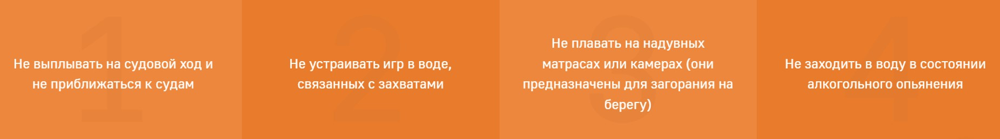 1
Не выплывать на судовой ход и
не приближаться к судам
2
Не устраивать игр в воде,
связанных с захватами
3
Не плавать на надувных
матрасах или камерах (они
предназначены для загорания на
берегу)
4
Не заходить в воду в состоянии
алкогольного опьянения